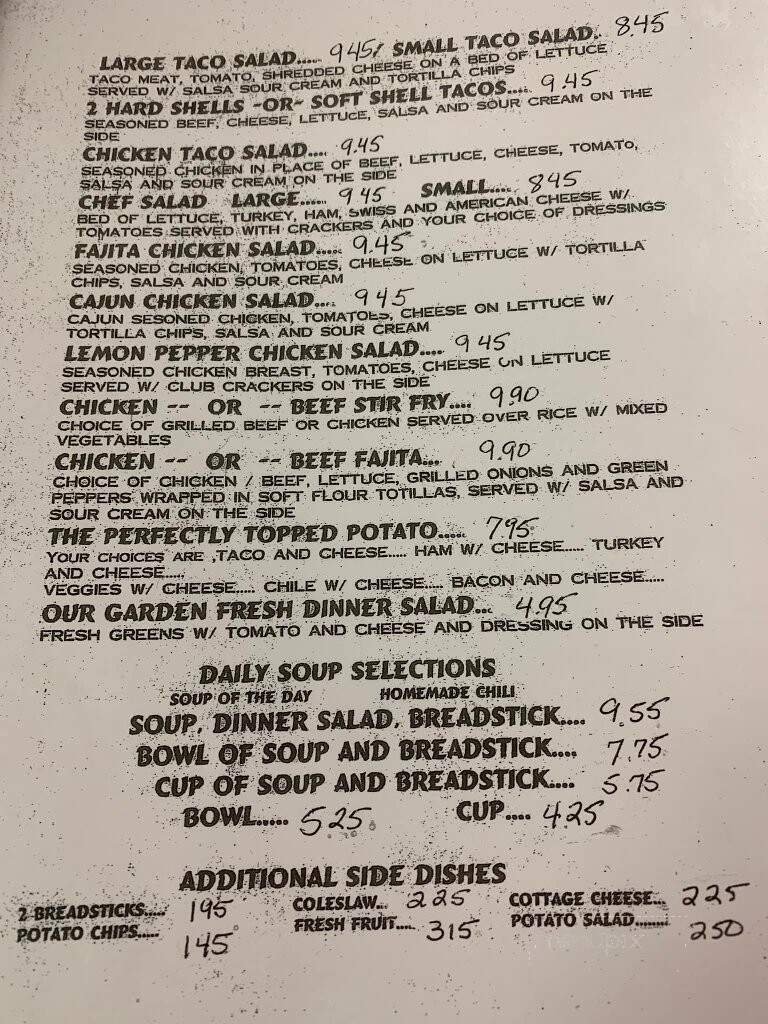 LARGE TACO SALAD..... 945/ SMALL TACO SALAD.. 8.45
TACO MEAT, TOMATO, SHREDDED CHEESE ON A BED OF LETTUCE
SERVED W/ SALSA SOUR CREAM AND TORTILLA CHIPS
2 HARD SHELLS -OR- SOFT SHELL TACOS.... 9.45
SEASONED BEEF, CHEESE, LETTUCE, SALSA AND SOUR CREAM ON THE
SIDE
CHICKEN TACO SALAD.... 9.45
SEASONED CHICKEN IN PLACE OF BEEF, LETTUCE, CHEESE, TOMATO,
SALSA AND SOUR CREAM ON THE SIDE
CHEF SALAD LARGE..... 945 SMALL.... 845
BED OF LETTUCE, TURKEY, HAM, SWISS AND AMERICAN CHEESE W/
TOMATOES SERVED WITH CRACKERS AND YOUR CHOICE OF DRESSINGS
FAJITA CHICKEN SALAD..... 9.45
SEASONED CHICKEN, TOMATOES, CHEESE ON LETTUCE W/ TORTILLA
CHIPS, SALSA AND SOUR CREAM
CAJUN CHICKEN SALAD.... 945
CAJUN SESONED CHICKEN, TOMATOES, CHEESE ON LETTUCE W/
TORTILLA CHIPS, SALSA AND SOUR CREAM
LEMON PEPPER CHICKEN SALAD.... 945
SEASONED CHICKEN BREAST, TOMATOES, CHEESE ON LETTUCE
SERVED W/ CLUB CRACKERS ON THE SIDE
CHICKEN -- OR -- BEEF STIR FRY.... 9.90
CHOICE OF GRILLED BEEF OR CHICKEN SERVED OVER RICE W/ MIXED
VEGETABLES
CHICKEN -- OR -- BEEF FAJITA... 9.90
CHOICE OF CHICKEN / BEEF, LETTUCE, GRILLED ONIONS AND GREEN
PEPPERS WRAPPED IN SOFT FLOUR TOTILLAS, SERVED W/ SALSA AND
SOUR CREAM ON THE SIDE
THE PERFECTLY TOPPED POTATO..... 7.95
YOUR CHOICES ARE ,TACO AND CHEESE..... HAM W/ CHEESE..... TURKEY
AND CHEESE.....
VEGGIES W/ CHEESE..... CHILE W/ CHEESE.... BACON AND CHEESE.....
OUR GARDEN FRESH DINNER SALAD... 4.95
FRESH GREENS W/ TOMATO AND CHEESE AND DRESSING ON THE SIDE
DAILY SOUP SELECTIONS
SOUP OF THE DAY HOMEMADE CHILI
SOUP, DINNER SALAD, BREADSTICK.... 9.55
BOWL OF SOUP AND BREADSTICK.... 7.75
CUP OF SOUP AND BREADSTICK.... 5.75
BOWL..... 525 CUP.... 4.25
ADDITIONAL SIDE DISHES
2 BREADSTICKS..... 195 COLESLAW... 225 COTTAGE CHEESE... 225
POTATO CHIPS..... 145 FRESH FRUIT.... 315 POTATO SALAD......... 250